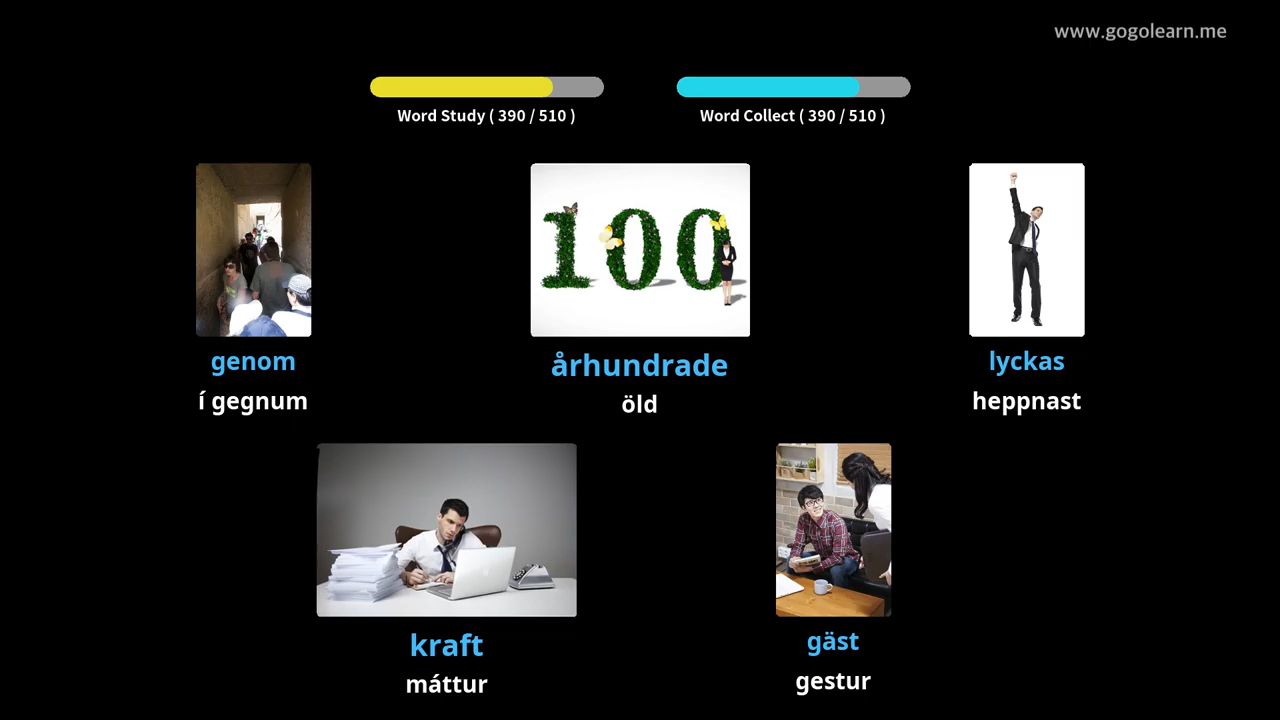 www.gogolearn.me
Word Study ( 390 / 510 )
Word Collect ( 390 / 510 )
100
genom
í gegnum
århundrade
öld
lyckas
heppnast
kraft
máttur
gäst
gestur